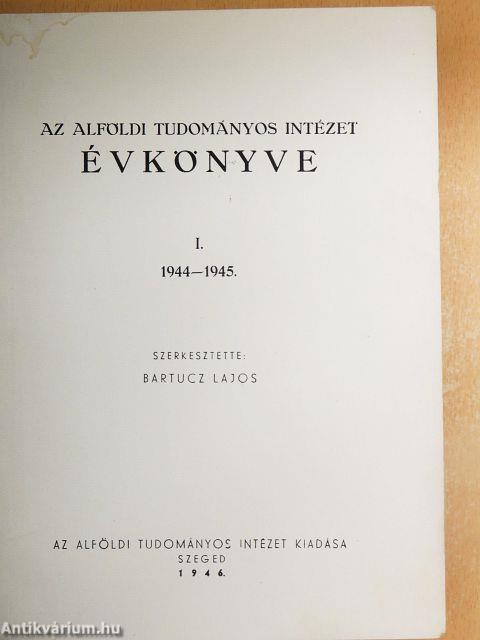 AZ ALFÖLDI TUDOMÁNYOS INTÉZET
ÉVKÖNYVE
I.
1944—1945.
SZERKESZTETTE:
BARTUCZ LAJOS
AZ ALFÖLDI TUDOMÁNYOS INTÉZET KIADÁSA
SZEGED
1946.
Antikvárium.hu